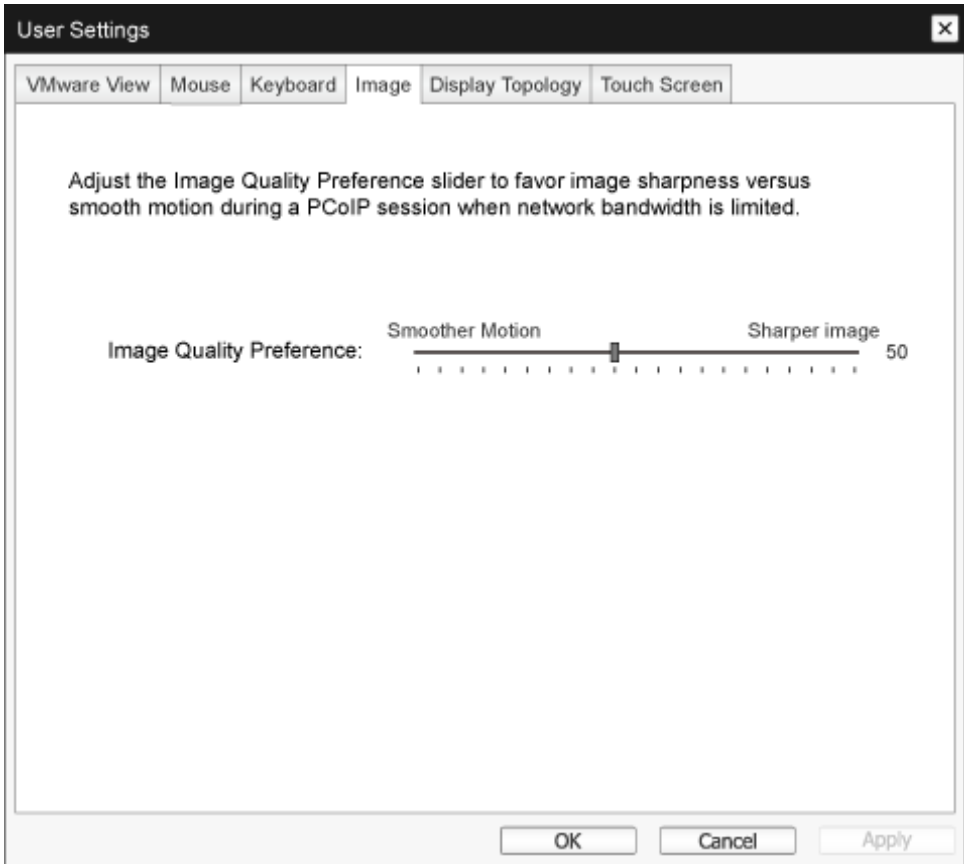 User Settings
VMware View Mouse Keyboard Image Display Topology Touch Screen
Adjust the Image Quality Preference slider to favor image sharpness versus
smooth motion during a PCoIP session when network bandwidth is limited.
Smoother Motion Sharper image
Image Quality Preference: 50
OK Cancel Apply